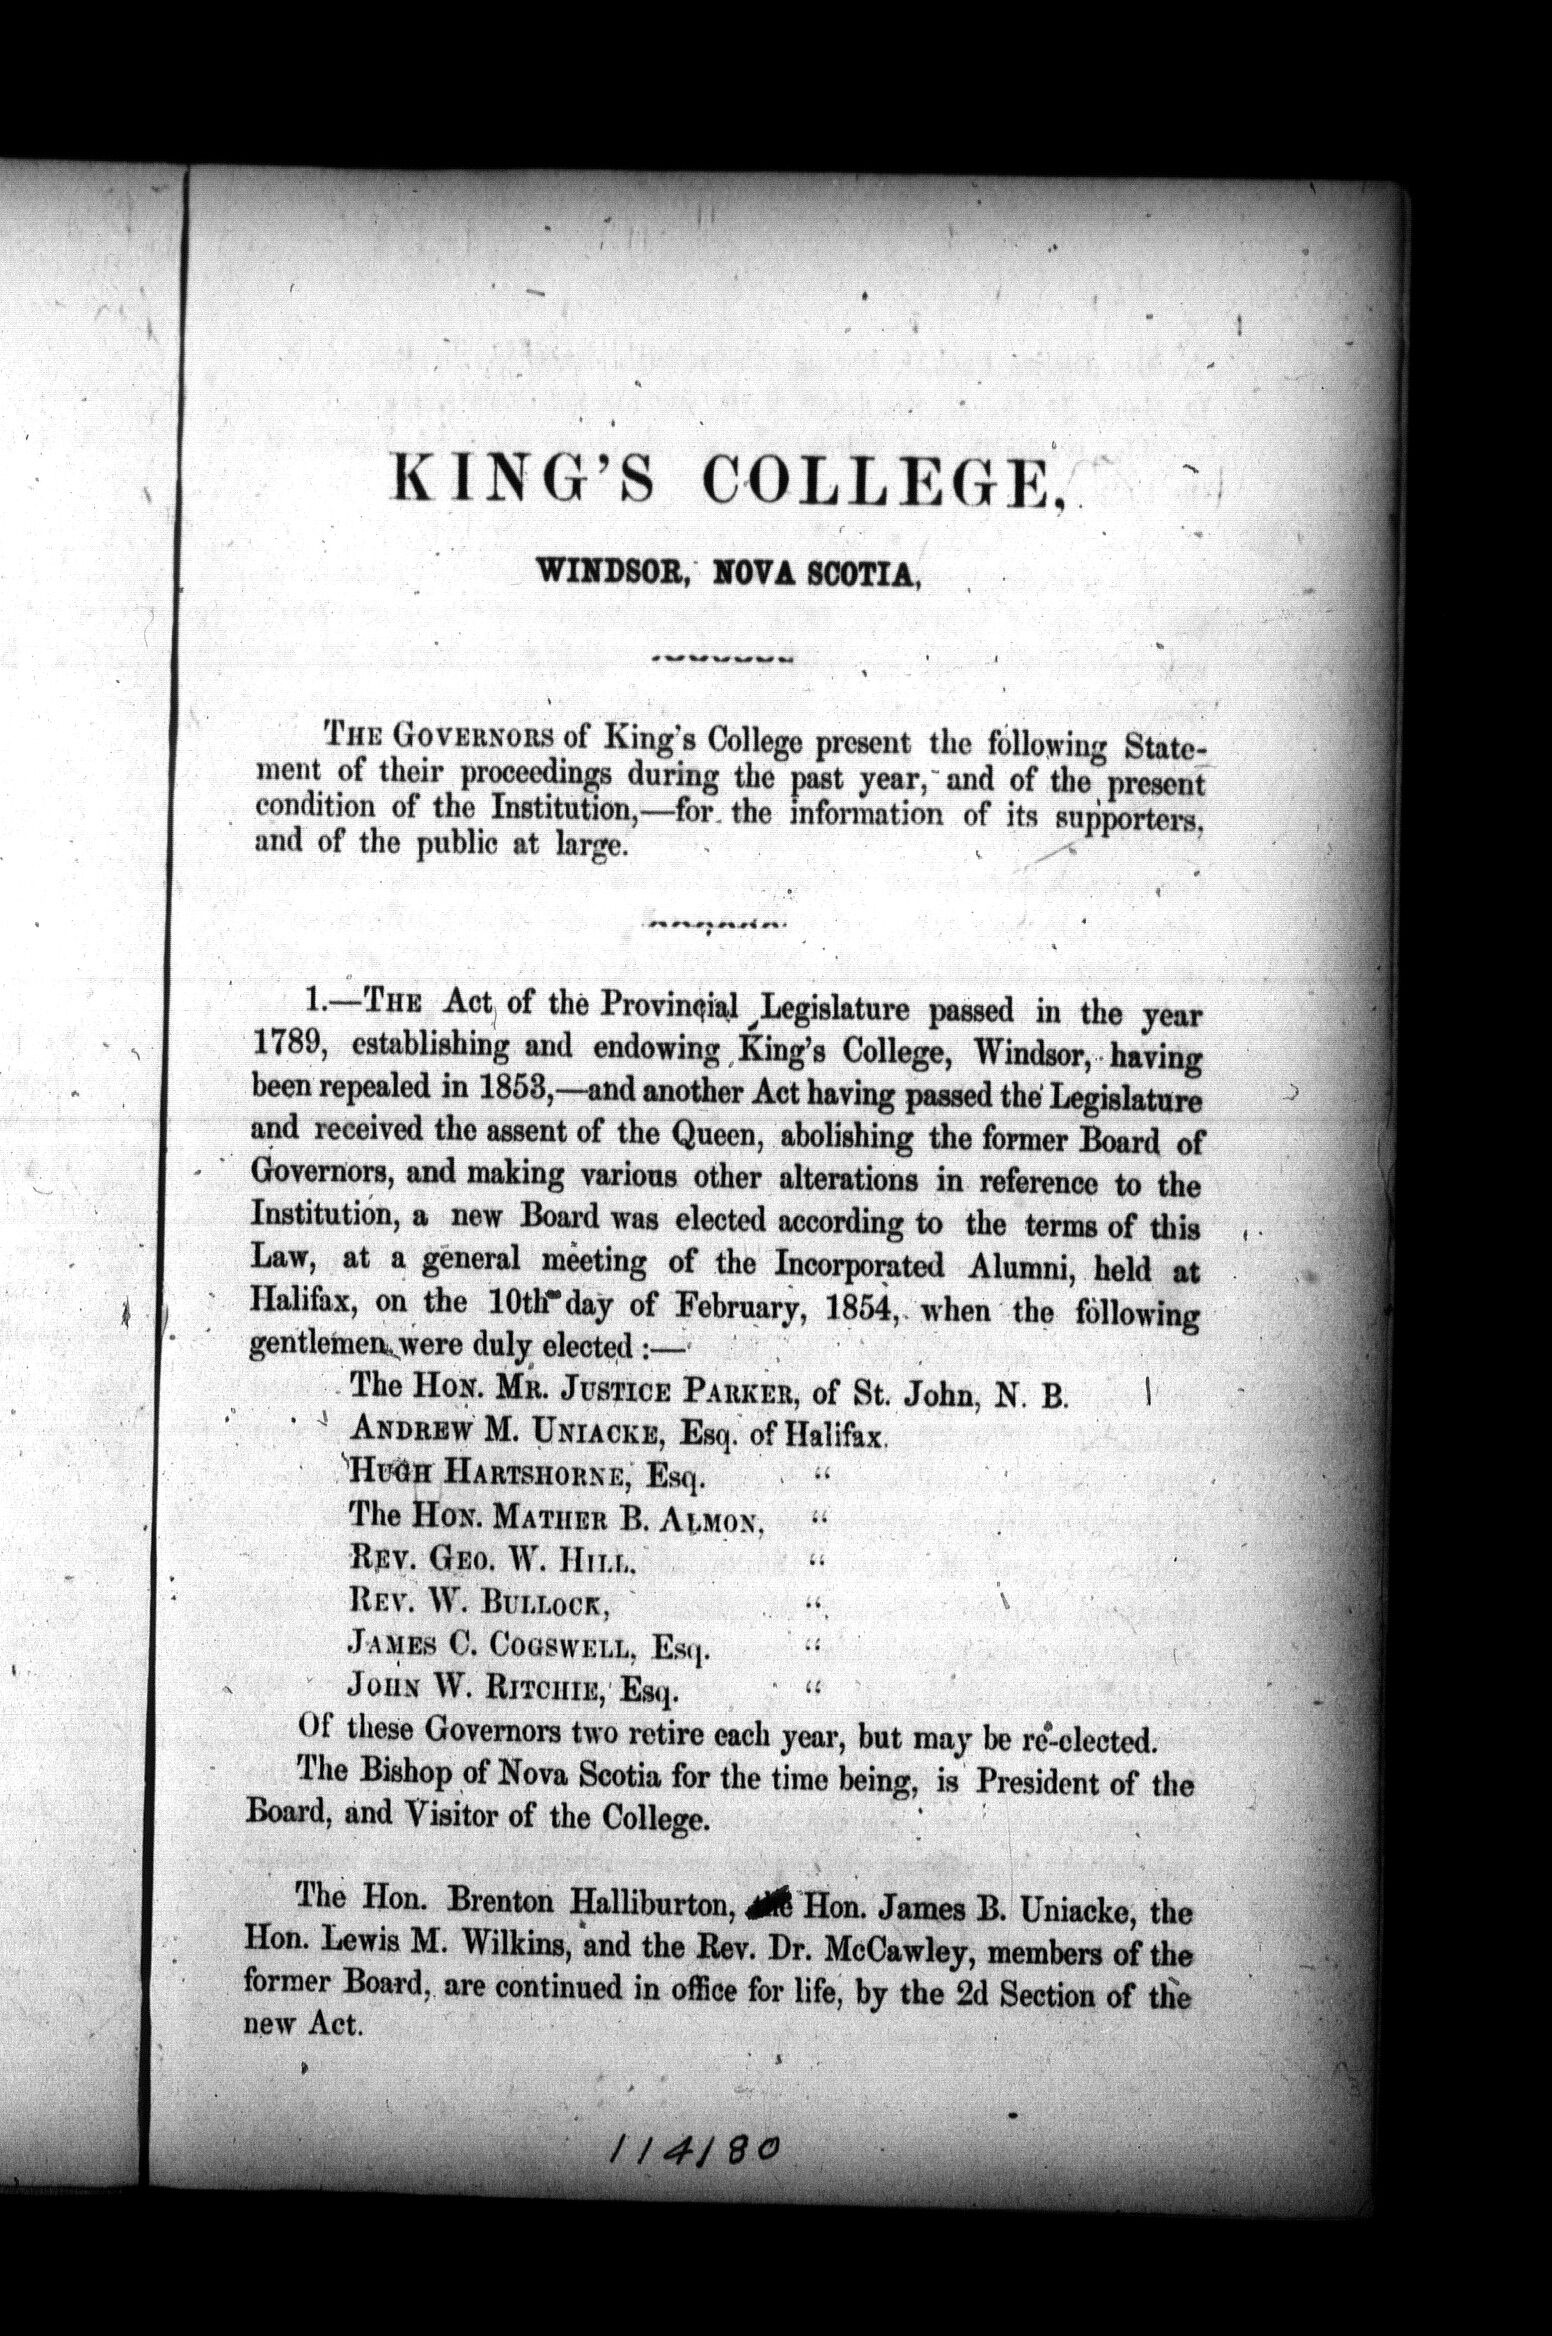 KING'S COLLEGE,
WINDSOR, NOVA SCOTIA,
THE GOVERNORS of King's College present the following State-
ment of their proceedings during the past year, and of the present
condition of the Institution,—for the information of its supporters,
and of the public at large.
1.—THE Act of the Provincial Legislature passed in the year
1789, establishing and endowing King's College, Windsor, having
been repealed in 1853,—and another Act having passed the Legislature
and received the assent of the Queen, abolishing the former Board of
Governors, and making various other alterations in reference to the
Institution, a new Board was elected according to the terms of this
Law, at a general meeting of the Incorporated Alumni, held at
Halifax, on the 10th day of February, 1854, when the following
gentlemen were duly elected :—
The HON. MR. JUSTICE PARKER, of St. John, N. B.
ANDREW M. UNIACKE, Esq. of Halifax.
HUGH HARTSHORNE, Esq. "
The HON. MATHER B. ALMON, "
REV. GEO. W. HILL, "
REV. W. BULLOCK, "
JAMES C. COGSWELL, Esq. "
JOHN W. RITCHIE, Esq. "
Of these Governors two retire each year, but may be re-elected.
The Bishop of Nova Scotia for the time being, is President of the
Board, and Visitor of the College.
The Hon. Brenton Halliburton, the Hon. James B. Uniacke, the
Hon. Lewis M. Wilkins, and the Rev. Dr. McCawley, members of the
former Board, are continued in office for life, by the 2d Section of the
new Act.
114180